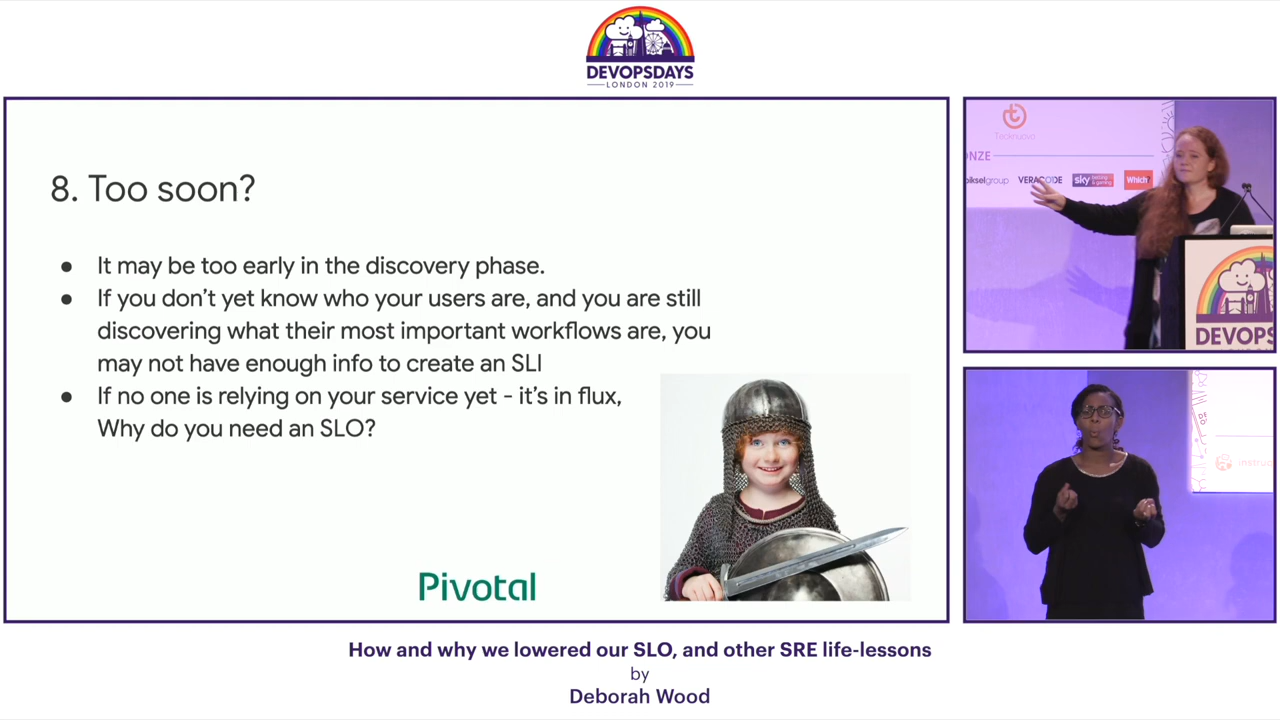 DEVOPSDAYS
LONDON 2019
8. Too soon?
● It may be too early in the discovery phase.
● If you don’t yet know who your users are, and you are still
discovering what their most important workflows are, you
may not have enough info to create an SLI
● If no one is relying on your service yet - it’s in flux,
Why do you need an SLO?
Pivotal
NZE
pikselgroup
VERACODE
sky betting & gaming
Which?
DEVOPS
How and why we lowered our SLO, and other SRE life-lessons
by
Deborah Wood